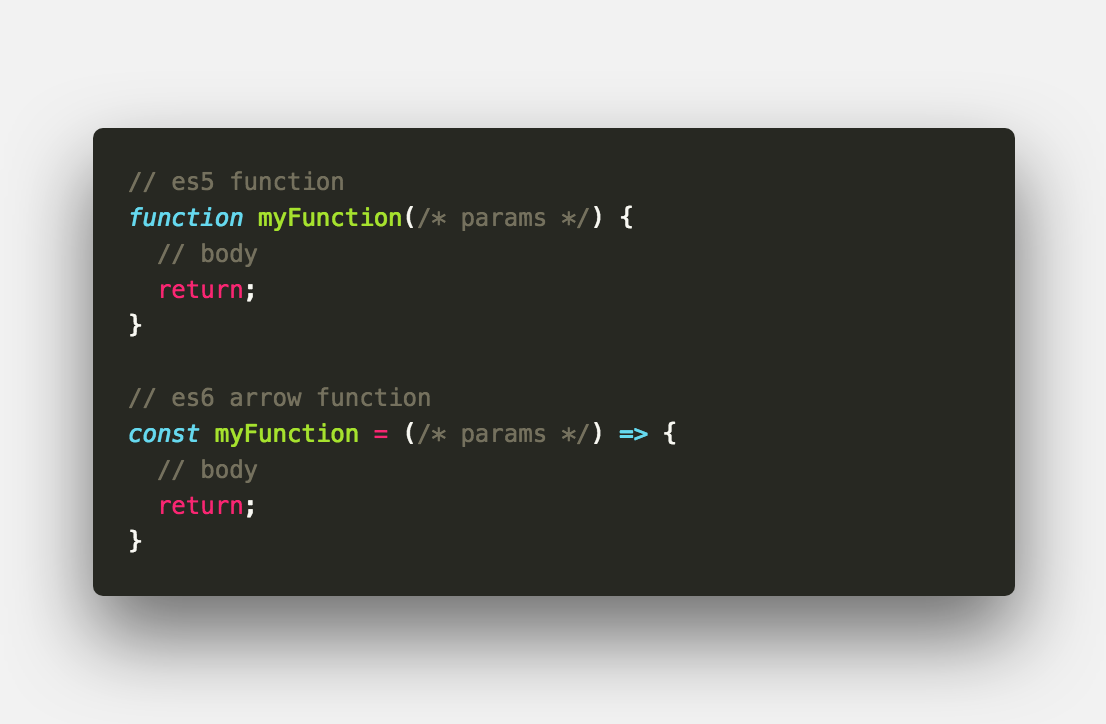 // es5 function
function myFunction(/* params */) {
  // body
  return;
}

// es6 arrow function
const myFunction = (/* params */) => {
  // body
  return;
}